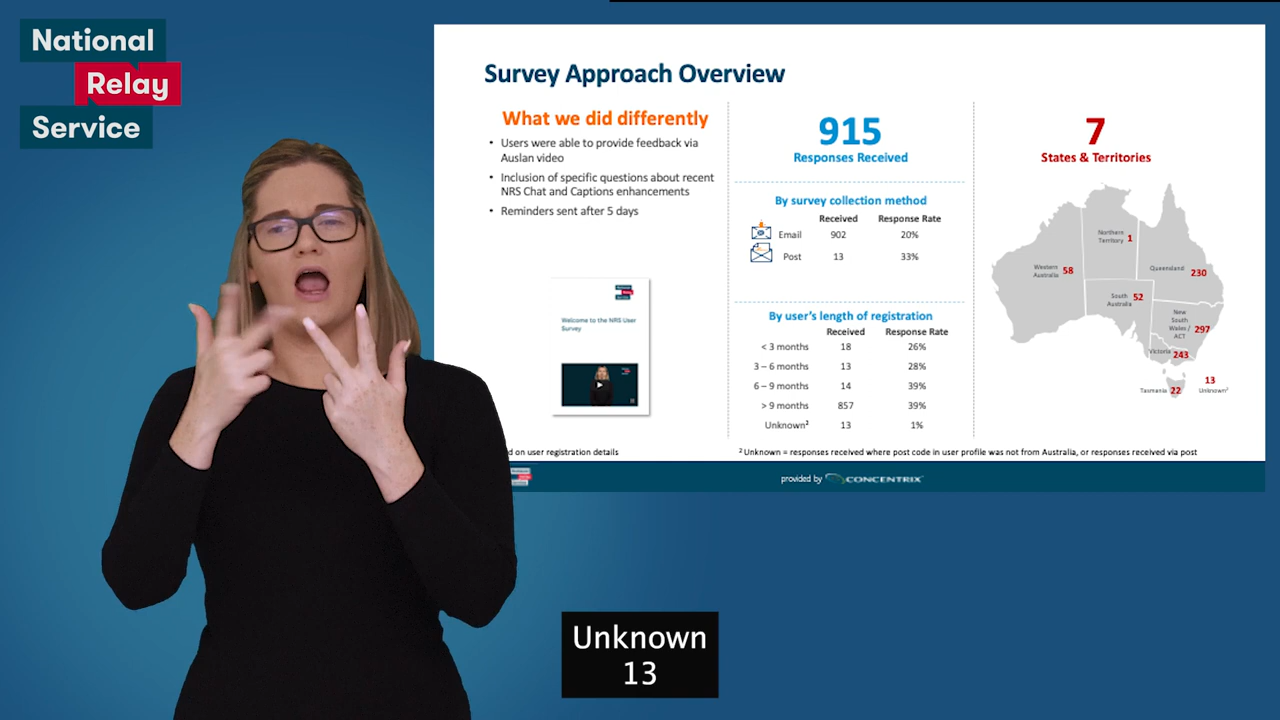 National
Relay
Service
Survey Approach Overview
What we did differently
• Users were able to provide feedback via
Auslan video
• Inclusion of specific questions about recent
NRS Chat and Captions enhancements
• Reminders sent after 5 days
Welcome to the NRS User
Survey
d on user registration details
915
Responses Received
By survey collection method
Received Response Rate
Email 902 20%
Post 13 33%
By user's length of registration
Received Response Rate
< 3 months 18 26%
3 – 6 months 13 28%
6 – 9 months 14 39%
> 9 months 857 39%
Unknown² 13 1%
7
States & Territories
Northern
Territory 1
Western
Australia 58
Queensland 230
South
Australia 52
New
South
Wales /
ACT 297
Victoria 243
Tasmania 22
13
Unknown²
² Unknown = responses received where post code in user profile was not from Australia, or responses received via post
provided by CONCENTRIX
Unknown
13